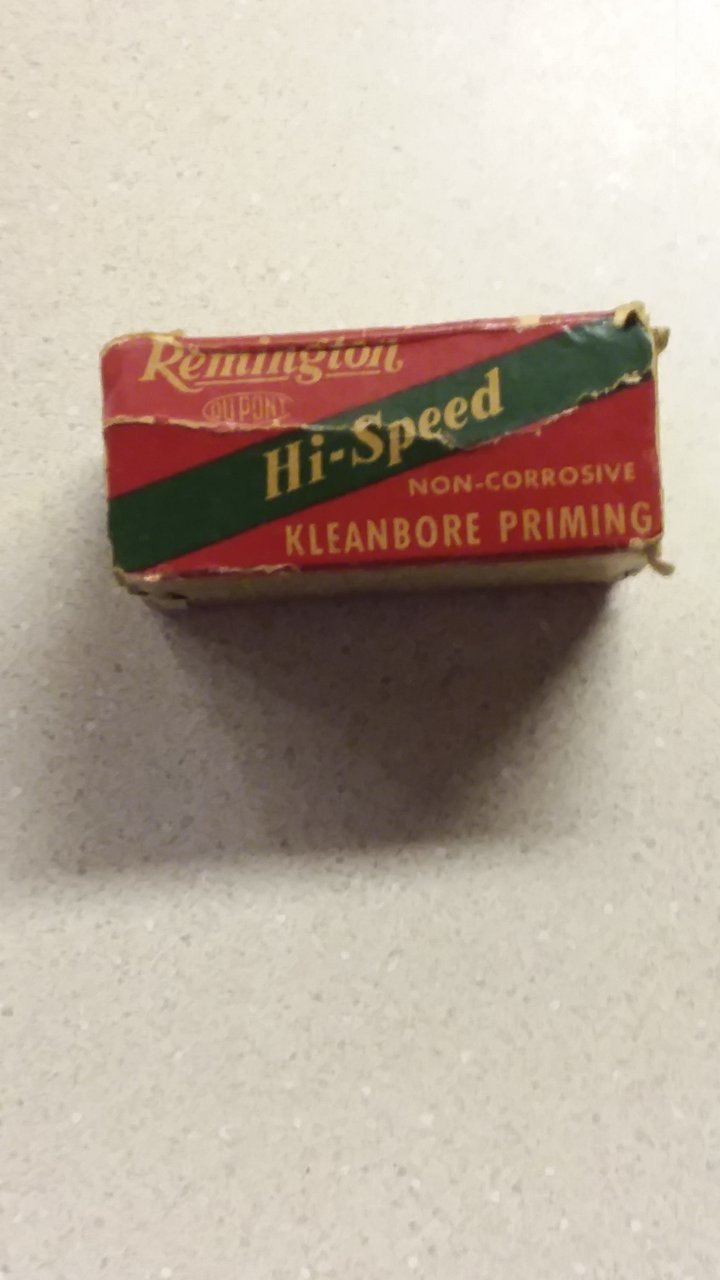 Remington
DU PONT
Hi-Speed
NON-CORROSIVE
KLEANBORE PRIMING